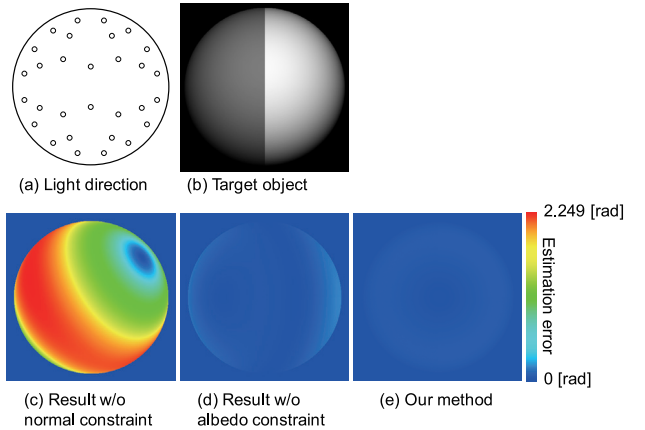 (a) Light direction
(b) Target object
2.249 [rad]
Estimation error
0 [rad]
(c) Result w/o
normal constraint
(d) Result w/o
albedo constraint
(e) Our method